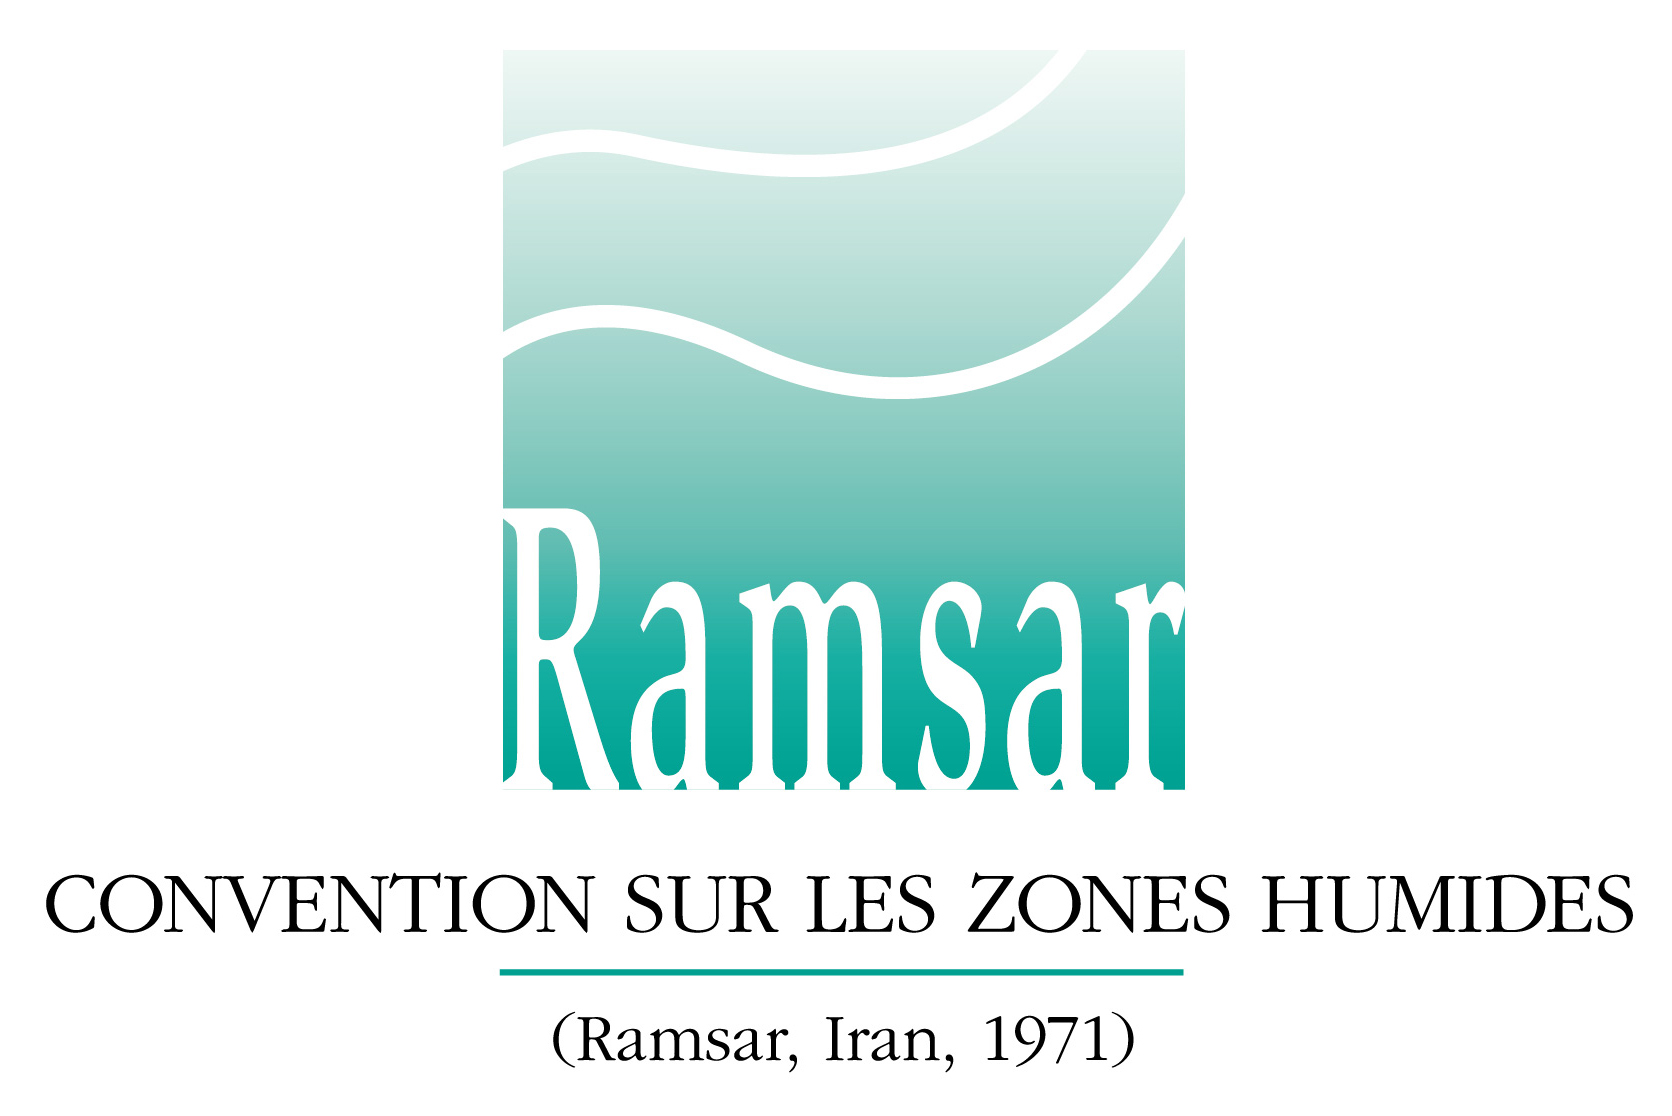 Ramsar
CONVENTION SUR LES ZONES HUMIDES
(Ramsar, Iran, 1971)